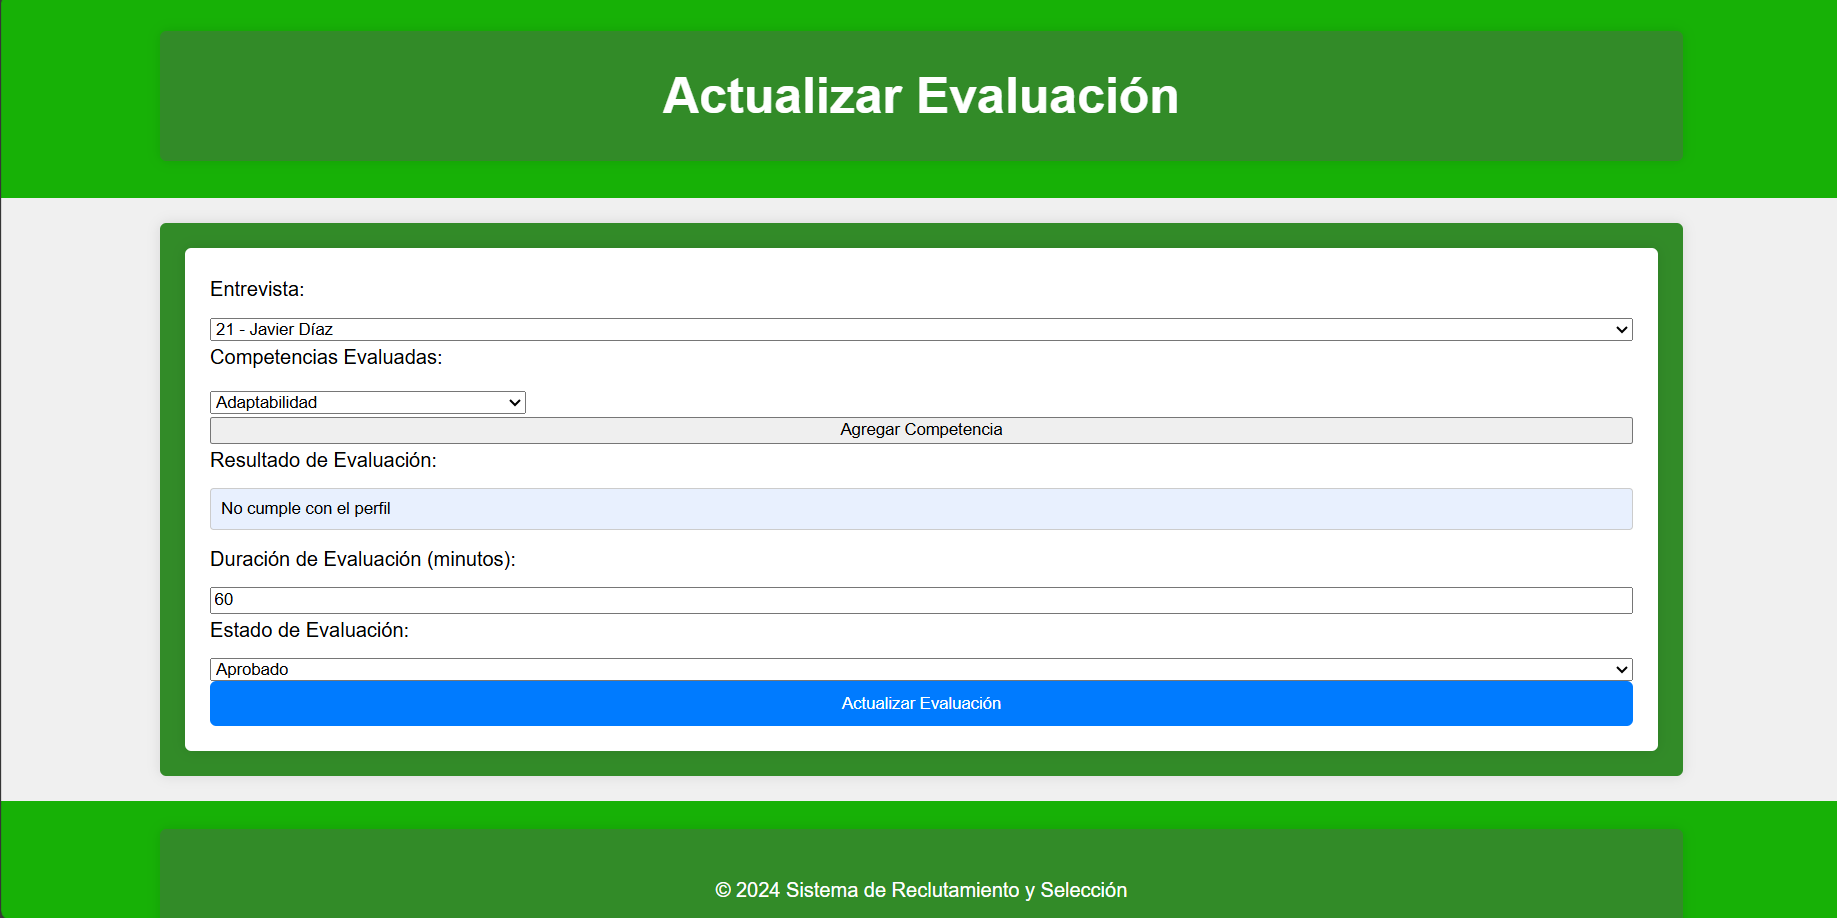 Actualizar Evaluación
Entrevista:
21 - Javier Díaz
Competencias Evaluadas:
Adaptabilidad
Agregar Competencia
Resultado de Evaluación:
No cumple con el perfil
Duración de Evaluación (minutos):
60
Estado de Evaluación:
Aprobado
Actualizar Evaluación
© 2024 Sistema de Reclutamiento y Selección